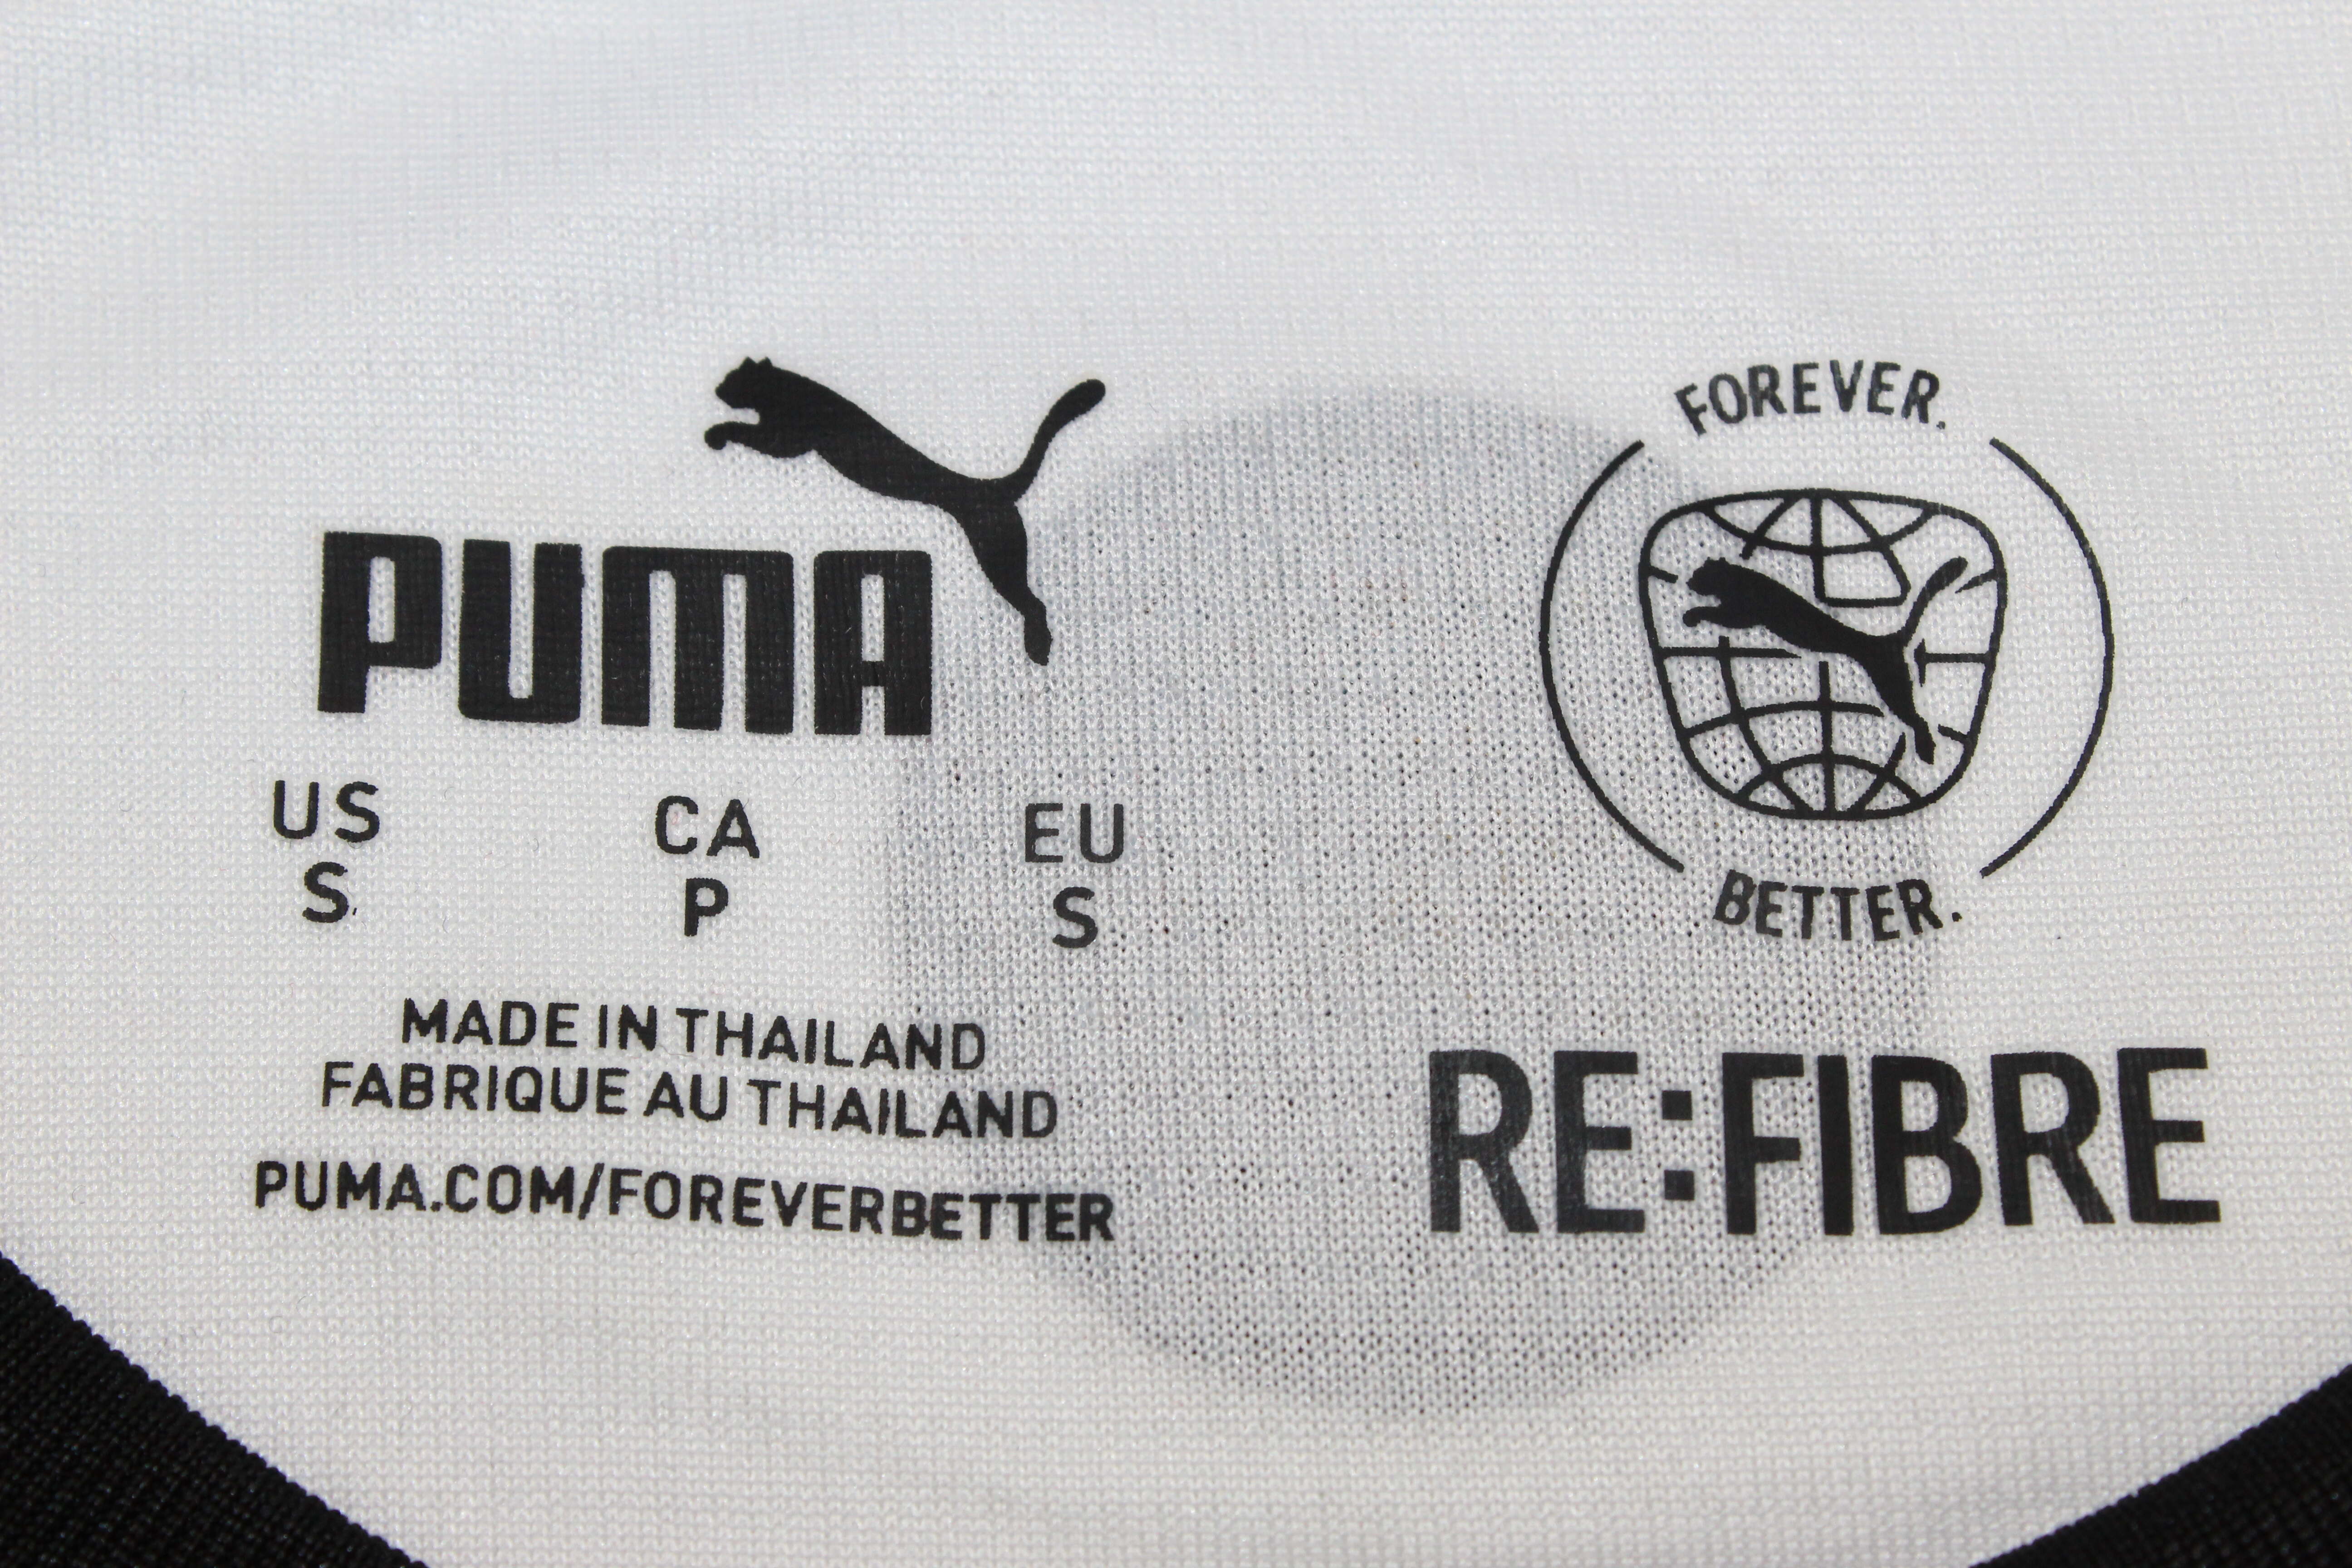 PUMA
US CA EU
S P S
MADE IN THAILAND
FABRIQUE AU THAILAND
PUMA.COM/FOREVERBETTER
FOREVER.
BETTER.
RE:FIBRE